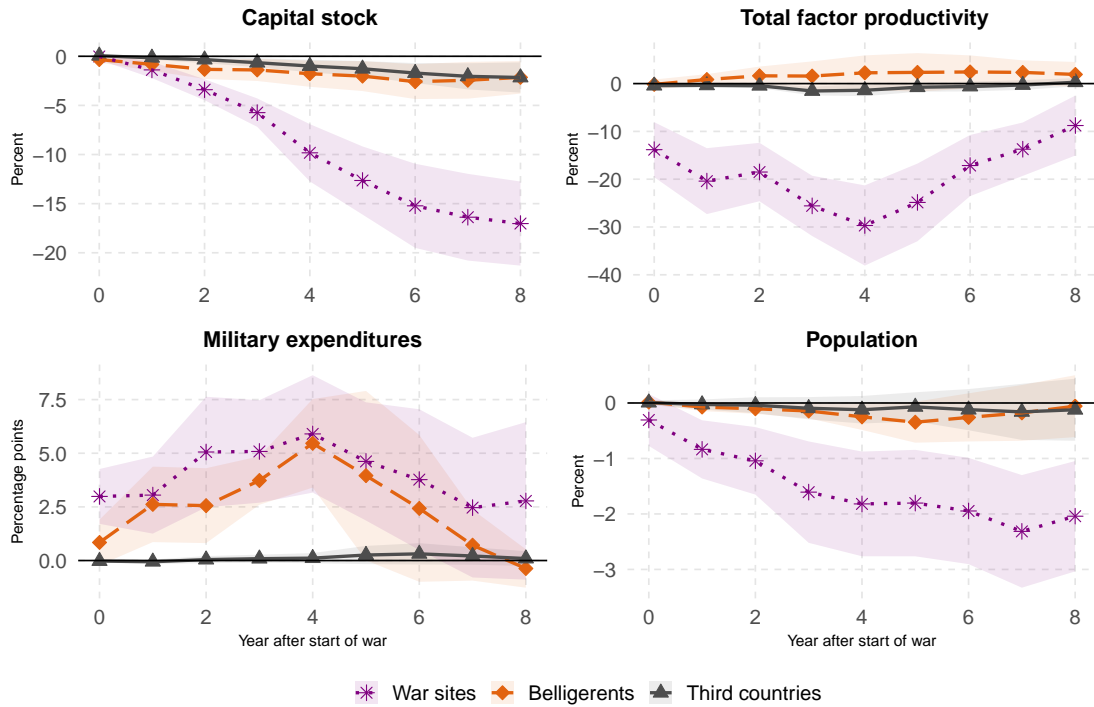 Capital stock
Total factor productivity
Percent
0
−5
−10
−15
−20
0 2 4 6 8
Percent
0
−10
−20
−30
−40
0 2 4 6 8
Military expenditures
Population
Percentage points
7.5
5.0
2.5
0.0
0 2 4 6 8
Year after start of war
Percent
0
−1
−2
−3
0 2 4 6 8
Year after start of war
War sites Belligerents Third countries